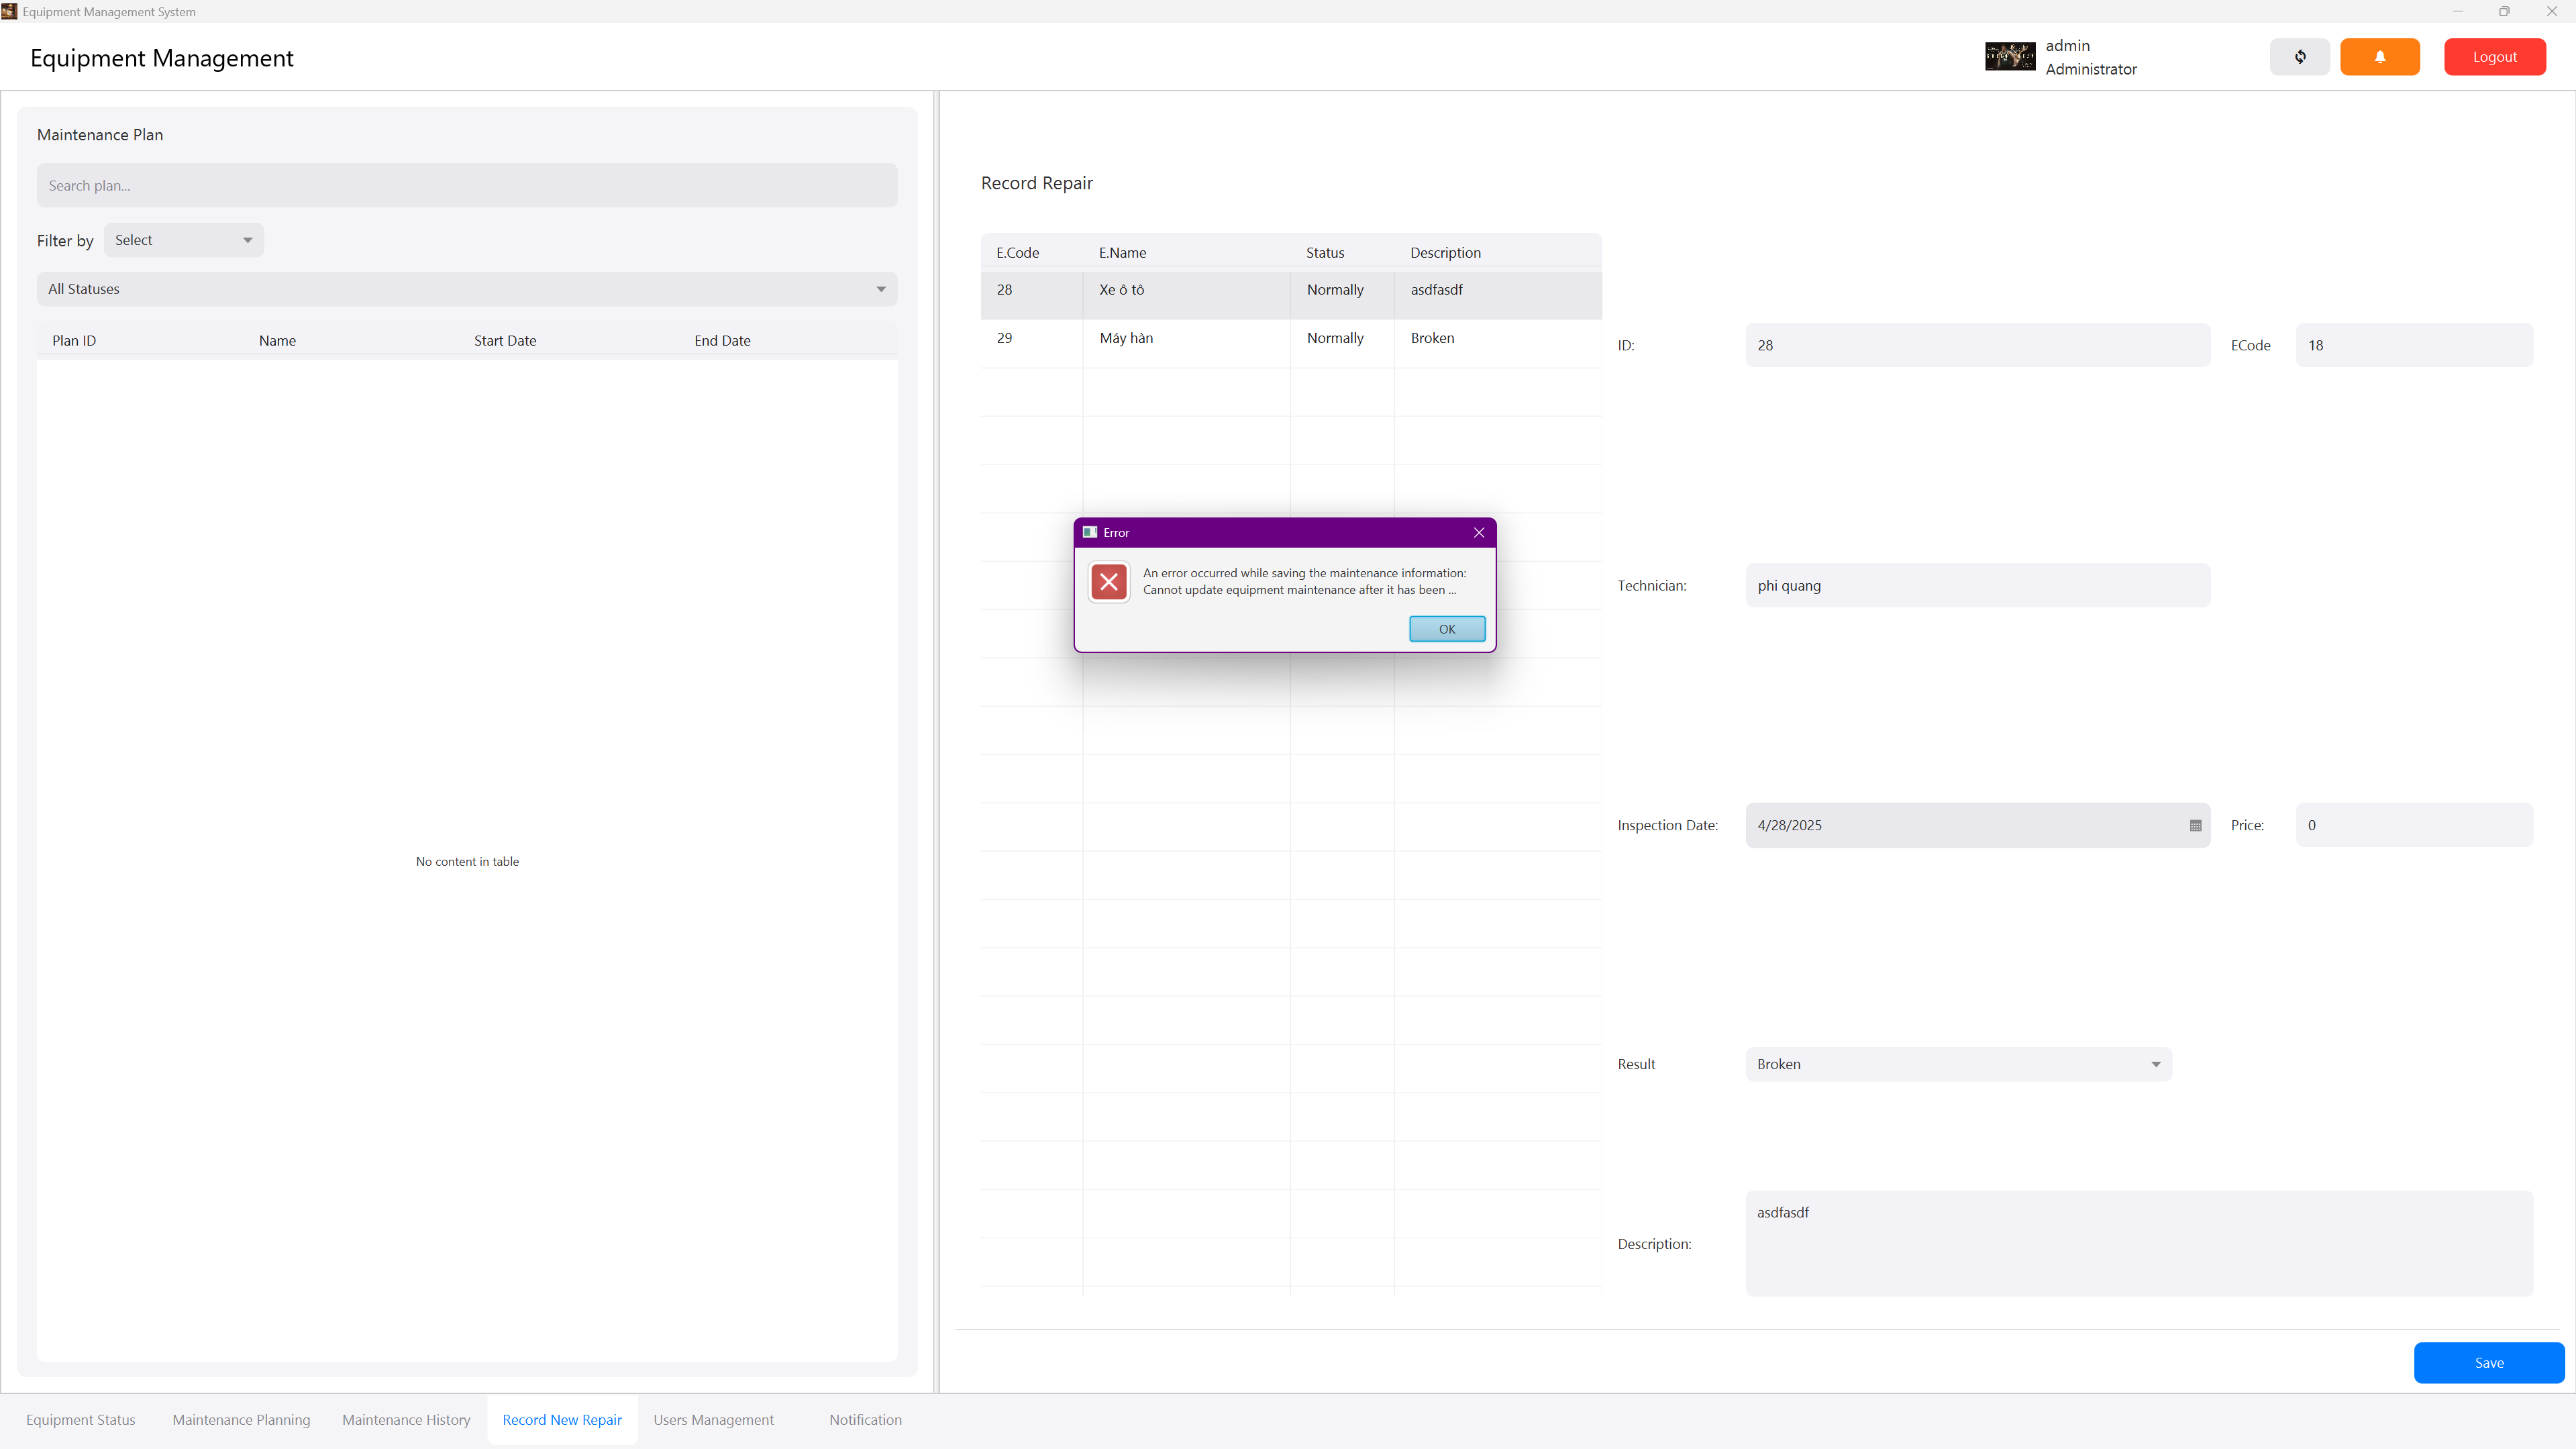 Equipment Management System
Equipment Management
admin
Administrator
Logout
Maintenance Plan
Search plan...
Filter by Select
All Statuses
Plan ID Name Start Date End Date
No content in table
Record Repair
E.Code E.Name Status Description
28 Xe ô tô Normally asdfasdf
29 Máy hàn Normally Broken
ID: 28 ECode 18
Technician: phi quang
Inspection Date: 4/28/2025 Price: 0
Result Broken
Description: asdfasdf
Error
An error occurred while saving the maintenance information:
Cannot update equipment maintenance after it has been ...
OK
Save
Equipment Status Maintenance Planning Maintenance History Record New Repair Users Management Notification